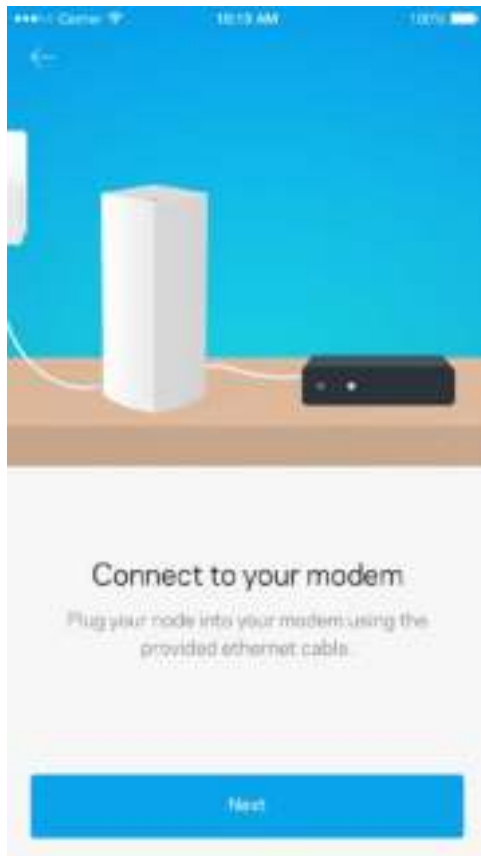 Carrier
10:13 AM
100%
Connect to your modem
Plug your node into your modem using the
provided ethernet cable.
Next